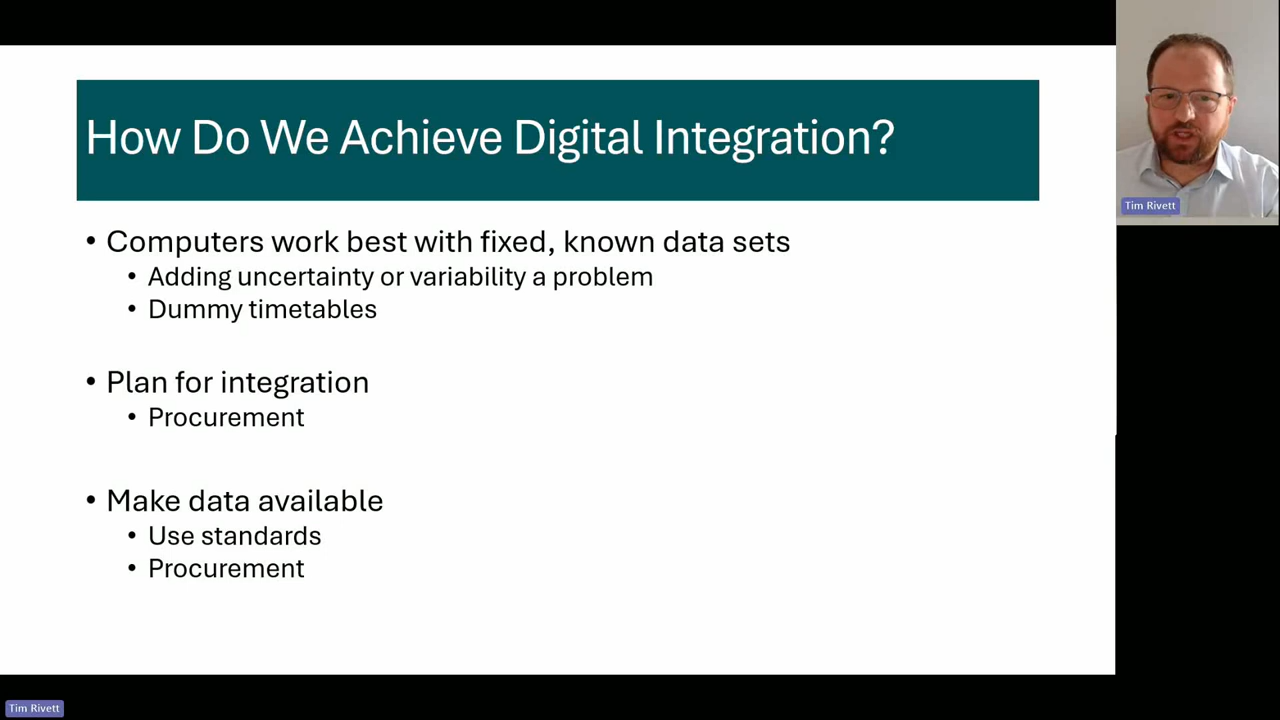 How Do We Achieve Digital Integration?
• Computers work best with fixed, known data sets
• Adding uncertainty or variability a problem
• Dummy timetables
• Plan for integration
• Procurement
• Make data available
• Use standards
• Procurement
Tim Rivett
Tim Rivett